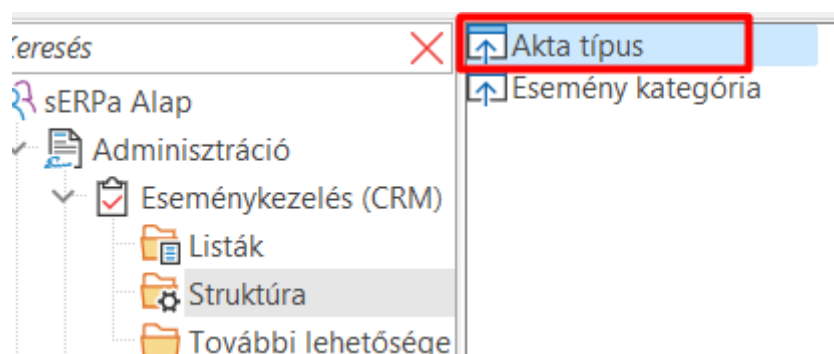 Keresés
sERPa Alap
Adminisztráció
Eseménykezelés (CRM)
Listák
Struktúra
További lehetősége
Akta típus
Esemény kategória